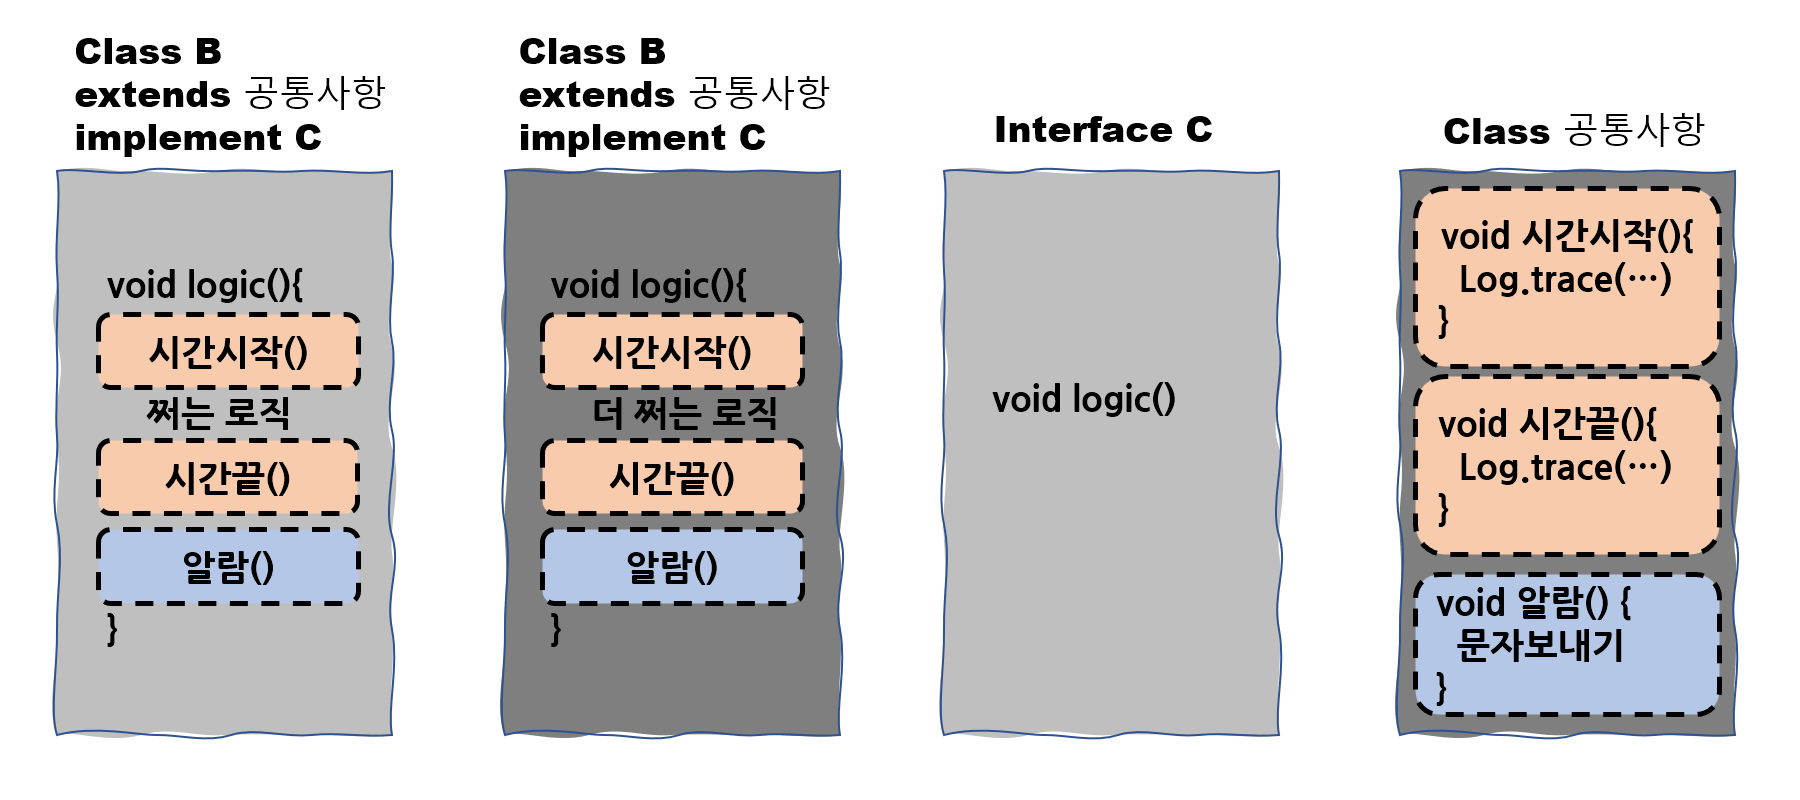 Class B
extends 공통사항
implement C
void logic(){
시간시작()
쩌는 로직
시간끝()
알람()
}
Class B
extends 공통사항
implement C
void logic(){
시간시작()
더 쩌는 로직
시간끝()
알람()
}
Interface C
void logic()
Class 공통사항
void 시간시작(){
Log.trace(…)
}
void 시간끝(){
Log.trace(…)
}
void 알람() {
문자보내기
}